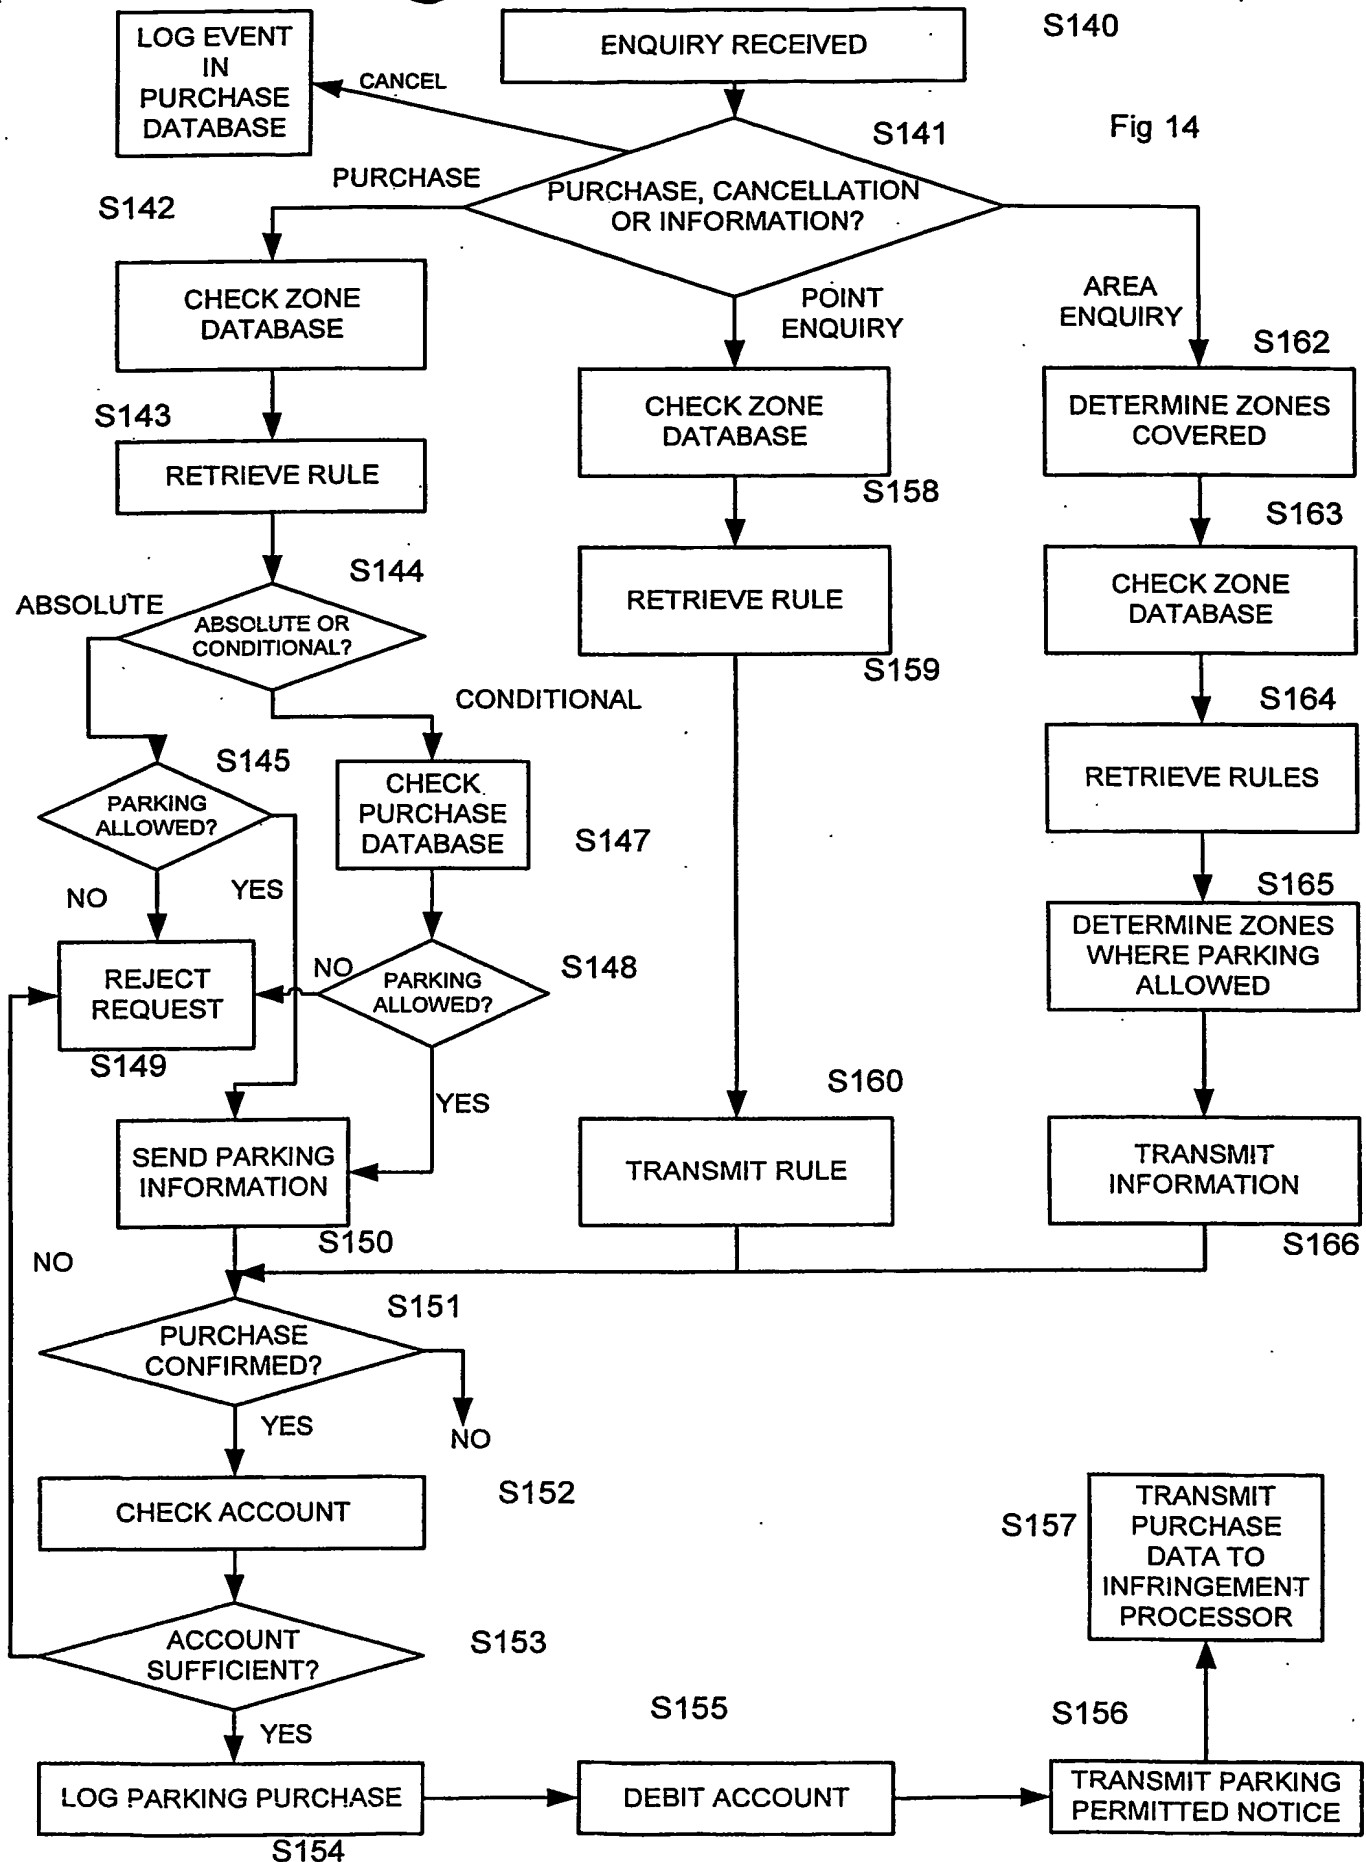 LOG EVENT
IN
PURCHASE
DATABASE
ENQUIRY RECEIVED
S140
CANCEL
S141
Fig 14
PURCHASE
PURCHASE, CANCELLATION
OR INFORMATION?
S142
CHECK ZONE
DATABASE
POINT
ENQUIRY
AREA
ENQUIRY
S162
S143
CHECK ZONE
DATABASE
DETERMINE ZONES
COVERED
RETRIEVE RULE
S158
S163
S144
ABSOLUTE
ABSOLUTE OR
CONDITIONAL?
RETRIEVE RULE
CHECK ZONE
DATABASE
S159
CONDITIONAL
S164
S145
PARKING
ALLOWED?
CHECK
PURCHASE
DATABASE
S147
RETRIEVE RULES
NO
YES
S165
DETERMINE ZONES
WHERE PARKING
ALLOWED
REJECT
REQUEST
NO
PARKING
ALLOWED?
S148
S149
YES
S160
SEND PARKING
INFORMATION
TRANSMIT RULE
TRANSMIT
INFORMATION
S150
S166
NO
S151
PURCHASE
CONFIRMED?
YES
NO
CHECK ACCOUNT
S152
S157
TRANSMIT
PURCHASE
DATA TO
INFRINGEMENT
PROCESSOR
ACCOUNT
SUFFICIENT?
S153
YES
S155
S156
LOG PARKING PURCHASE
DEBIT ACCOUNT
TRANSMIT PARKING
PERMITTED NOTICE
S154